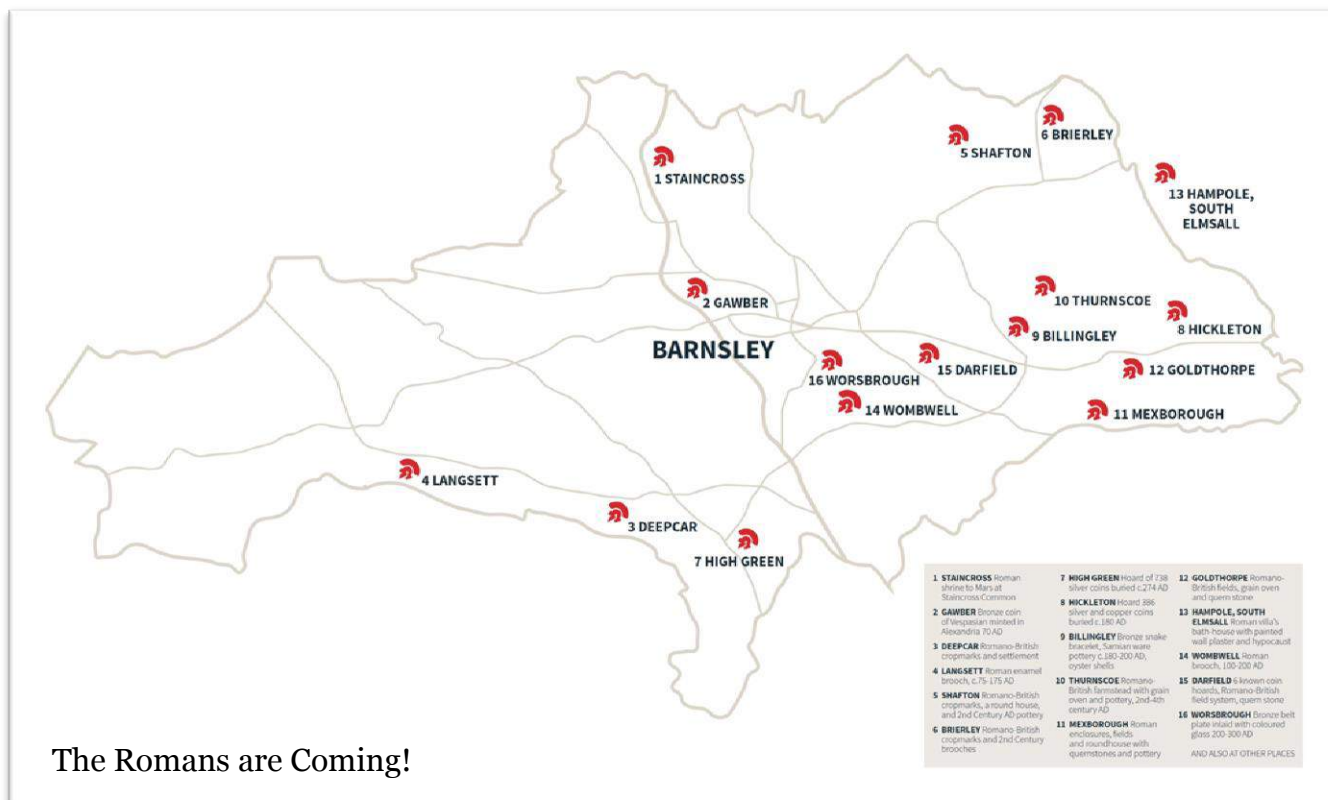 6 BRIERLEY
5 SHAFTON
1 STAINCROSS
13 HAMPOLE,
SOUTH
ELMSALL
2 GAWBER
10 THURNSCOE
8 HICKLETON
9 BILLINGLEY
BARNSLEY
15 DARFIELD
12 GOLDTHORPE
16 WORSBROUGH
14 WOMBWELL
11 MEXBOROUGH
4 LANGSETT
3 DEEPCAR
7 HIGH GREEN
1 STAINCROSS Roman
shrine to Mars at
Staincross Common
2 GAWBER Bronze coin
of Vespasian minted in
Alexandria 70 AD
3 DEEPCAR Romano-British
cropmarks and settlement
4 LANGSETT Roman enamel
brooch, c.75-175 AD
5 SHAFTON Romano-British
cropmarks, a round house,
and 2nd Century AD pottery
6 BRIERLEY Romano-British
cropmarks and 2nd Century
brooches
7 HIGH GREEN Hoard of 738
silver coins buried c.274 AD
8 HICKLETON Hoard 386
silver and copper coins
buried c.180 AD
9 BILLINGLEY Bronze snake
bracelet, Samian ware
pottery c.180-200 AD,
oyster shells
10 THURNSCOE Romano-
British farmstead with grain
oven and pottery, 2nd-4th
century AD
11 MEXBOROUGH Roman
enclosures, fields
and roundhouse with
quernstones and pottery
12 GOLDTHORPE Romano-
British fields, grain oven
and quern stone
13 HAMPOLE, SOUTH
ELMSALL Roman villa's
bath-house with painted
wall plaster and hypocaust
14 WOMBWELL Roman
brooch, 100-200 AD
15 DARFIELD 6 known coin
hoards, Romano-British
field system, quern stone
16 WORSBROUGH Bronze belt
plate inlaid with coloured
glass 200-300 AD
AND ALSO AT OTHER PLACES
The Romans are Coming!